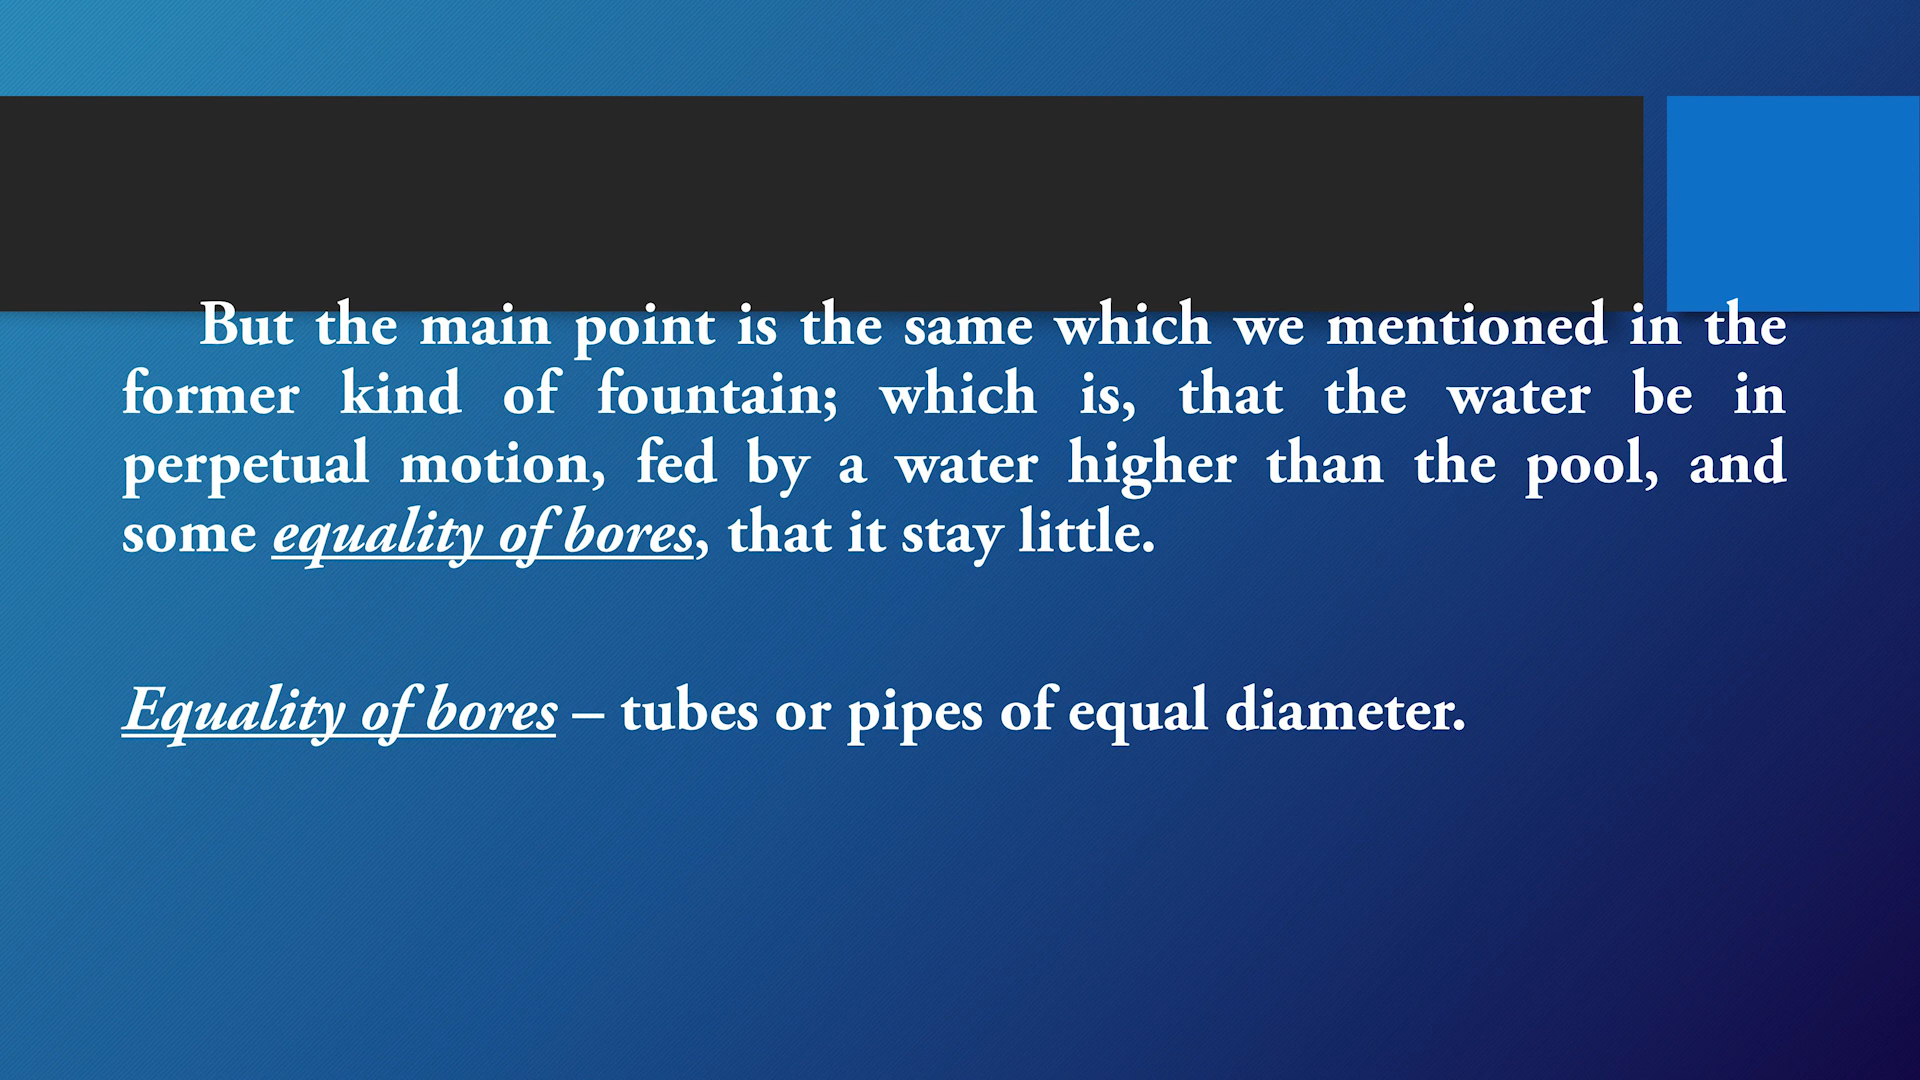 But the main point is the same which we mentioned in the
former kind of fountain; which is, that the water be in
perpetual motion, fed by a water higher than the pool, and
some equality of bores, that it stay little.
Equality of bores – tubes or pipes of equal diameter.